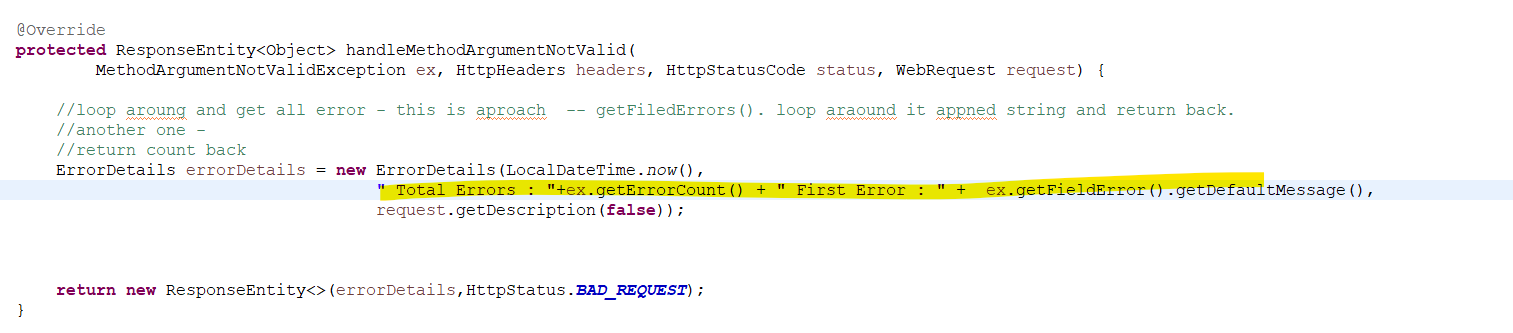 @Override
protected ResponseEntity<Object> handleMethodArgumentNotValid(
MethodArgumentNotValidException ex, HttpHeaders headers, HttpStatusCode status, WebRequest request) {
//loop aroung and get all error - this is aproach  -- getFiledErrors(). loop araound it appned string and return back.
//another one -
//return count back
ErrorDetails errorDetails = new ErrorDetails(LocalDateTime.now(),
" Total Errors : "+ex.getErrorCount() + " First Error : " +  ex.getFieldError().getDefaultMessage(),
request.getDescription(false));
return new ResponseEntity<>(errorDetails,HttpStatus.BAD_REQUEST);
}